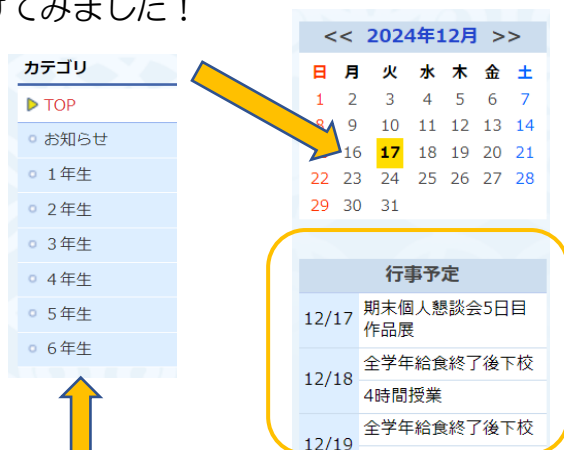 けてみました！
カテゴリ
TOP
お知らせ
１年生
２年生
３年生
４年生
５年生
６年生
<< 2024年12月 >>
日 月 火 水 木 金 土
1 2 3 4 5 6 7
8 9 10 11 12 13 14
16 17 18 19 20 21
22 23 24 25 26 27 28
29 30 31
行事予定
12/17 期末個人懇談会5日目
作品展
12/18 全学年給食終了後下校
4時間授業
12/19 全学年給食終了後下校